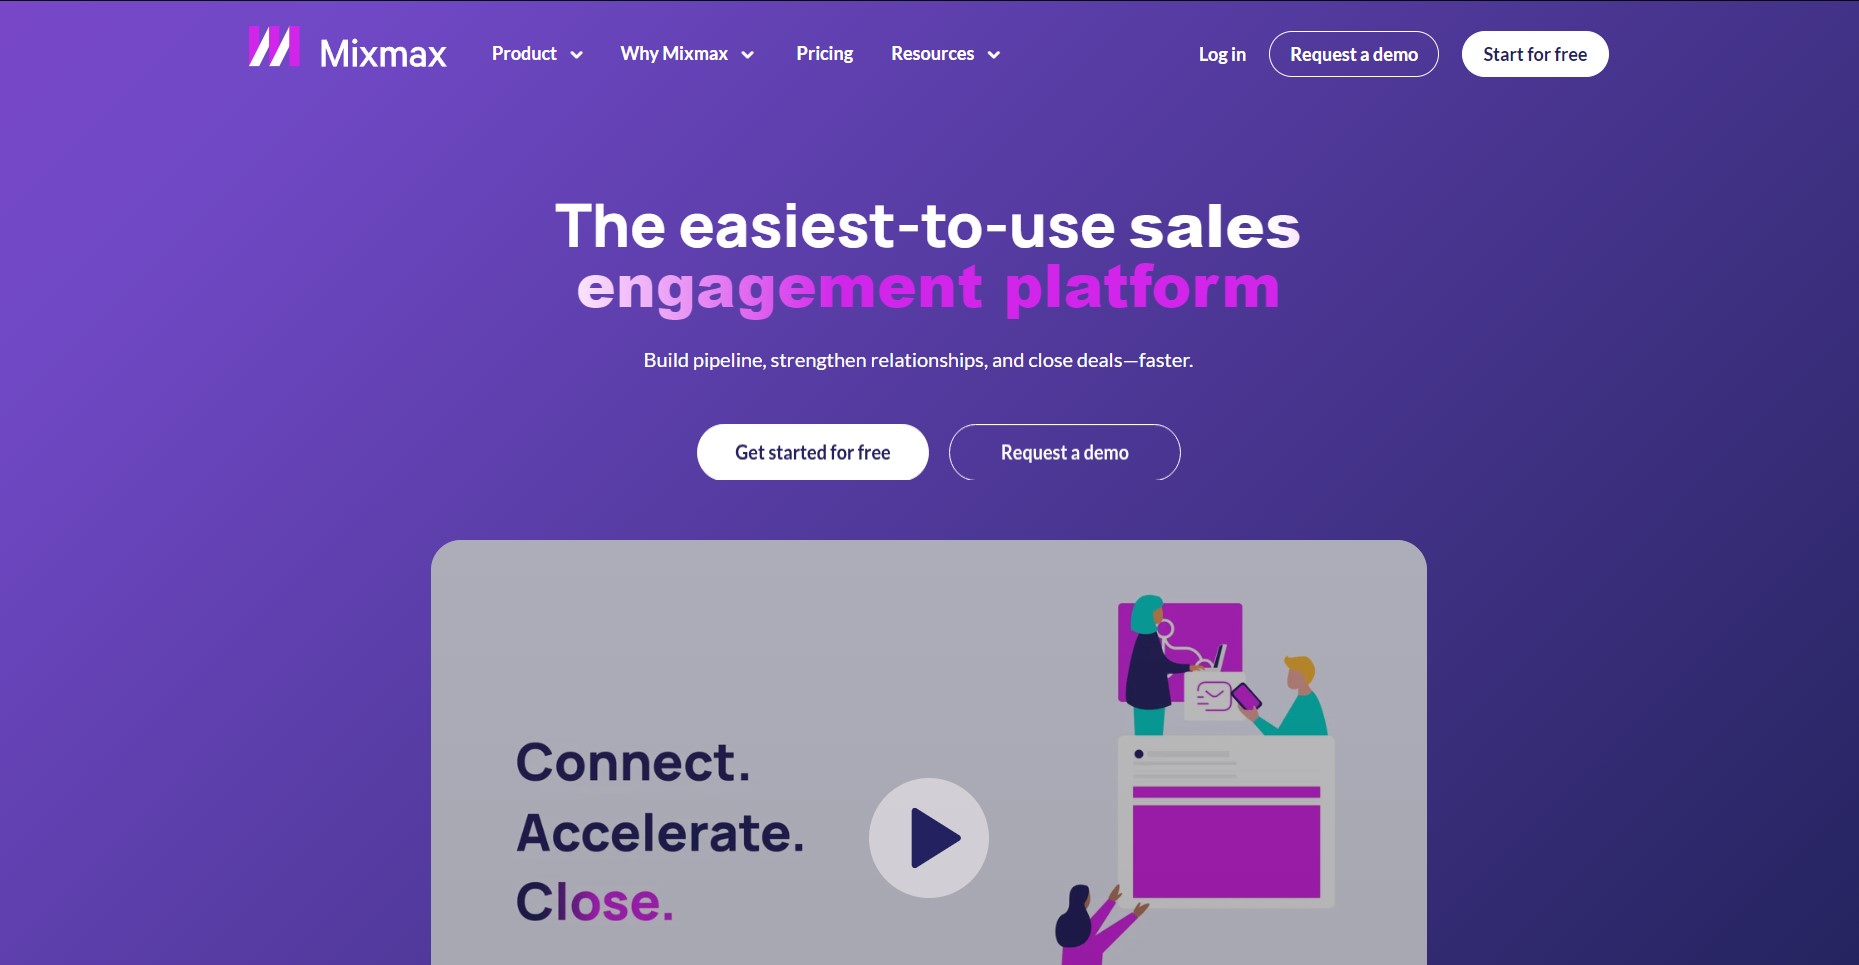 Mixmax Product Why Mixmax Pricing Resources Log in Request a demo Start for free
The easiest-to-use sales
engagement platform
Build pipeline, strengthen relationships, and close deals—faster.
Get started for free Request a demo
Connect.
Accelerate.
Close.